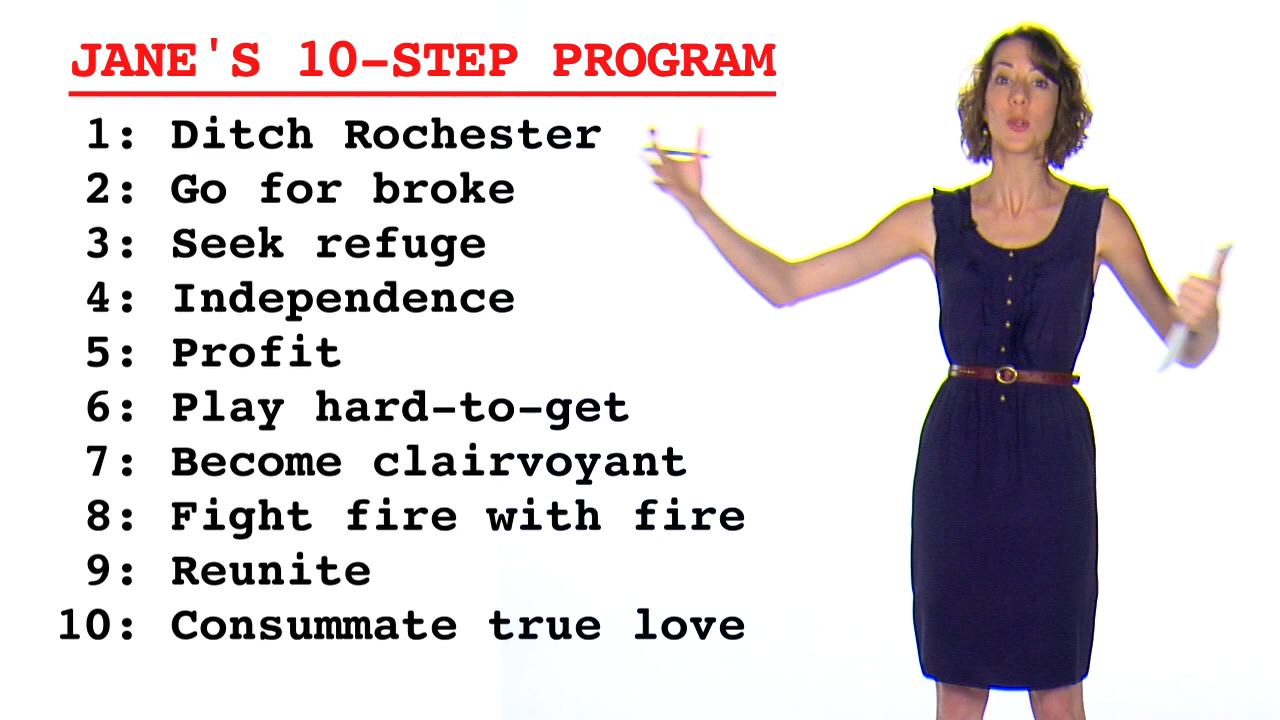 JANE'S 10-STEP PROGRAM
1: Ditch Rochester
2: Go for broke
3: Seek refuge
4: Independence
5: Profit
6: Play hard-to-get
7: Become clairvoyant
8: Fight fire with fire
9: Reunite
10: Consummate true love